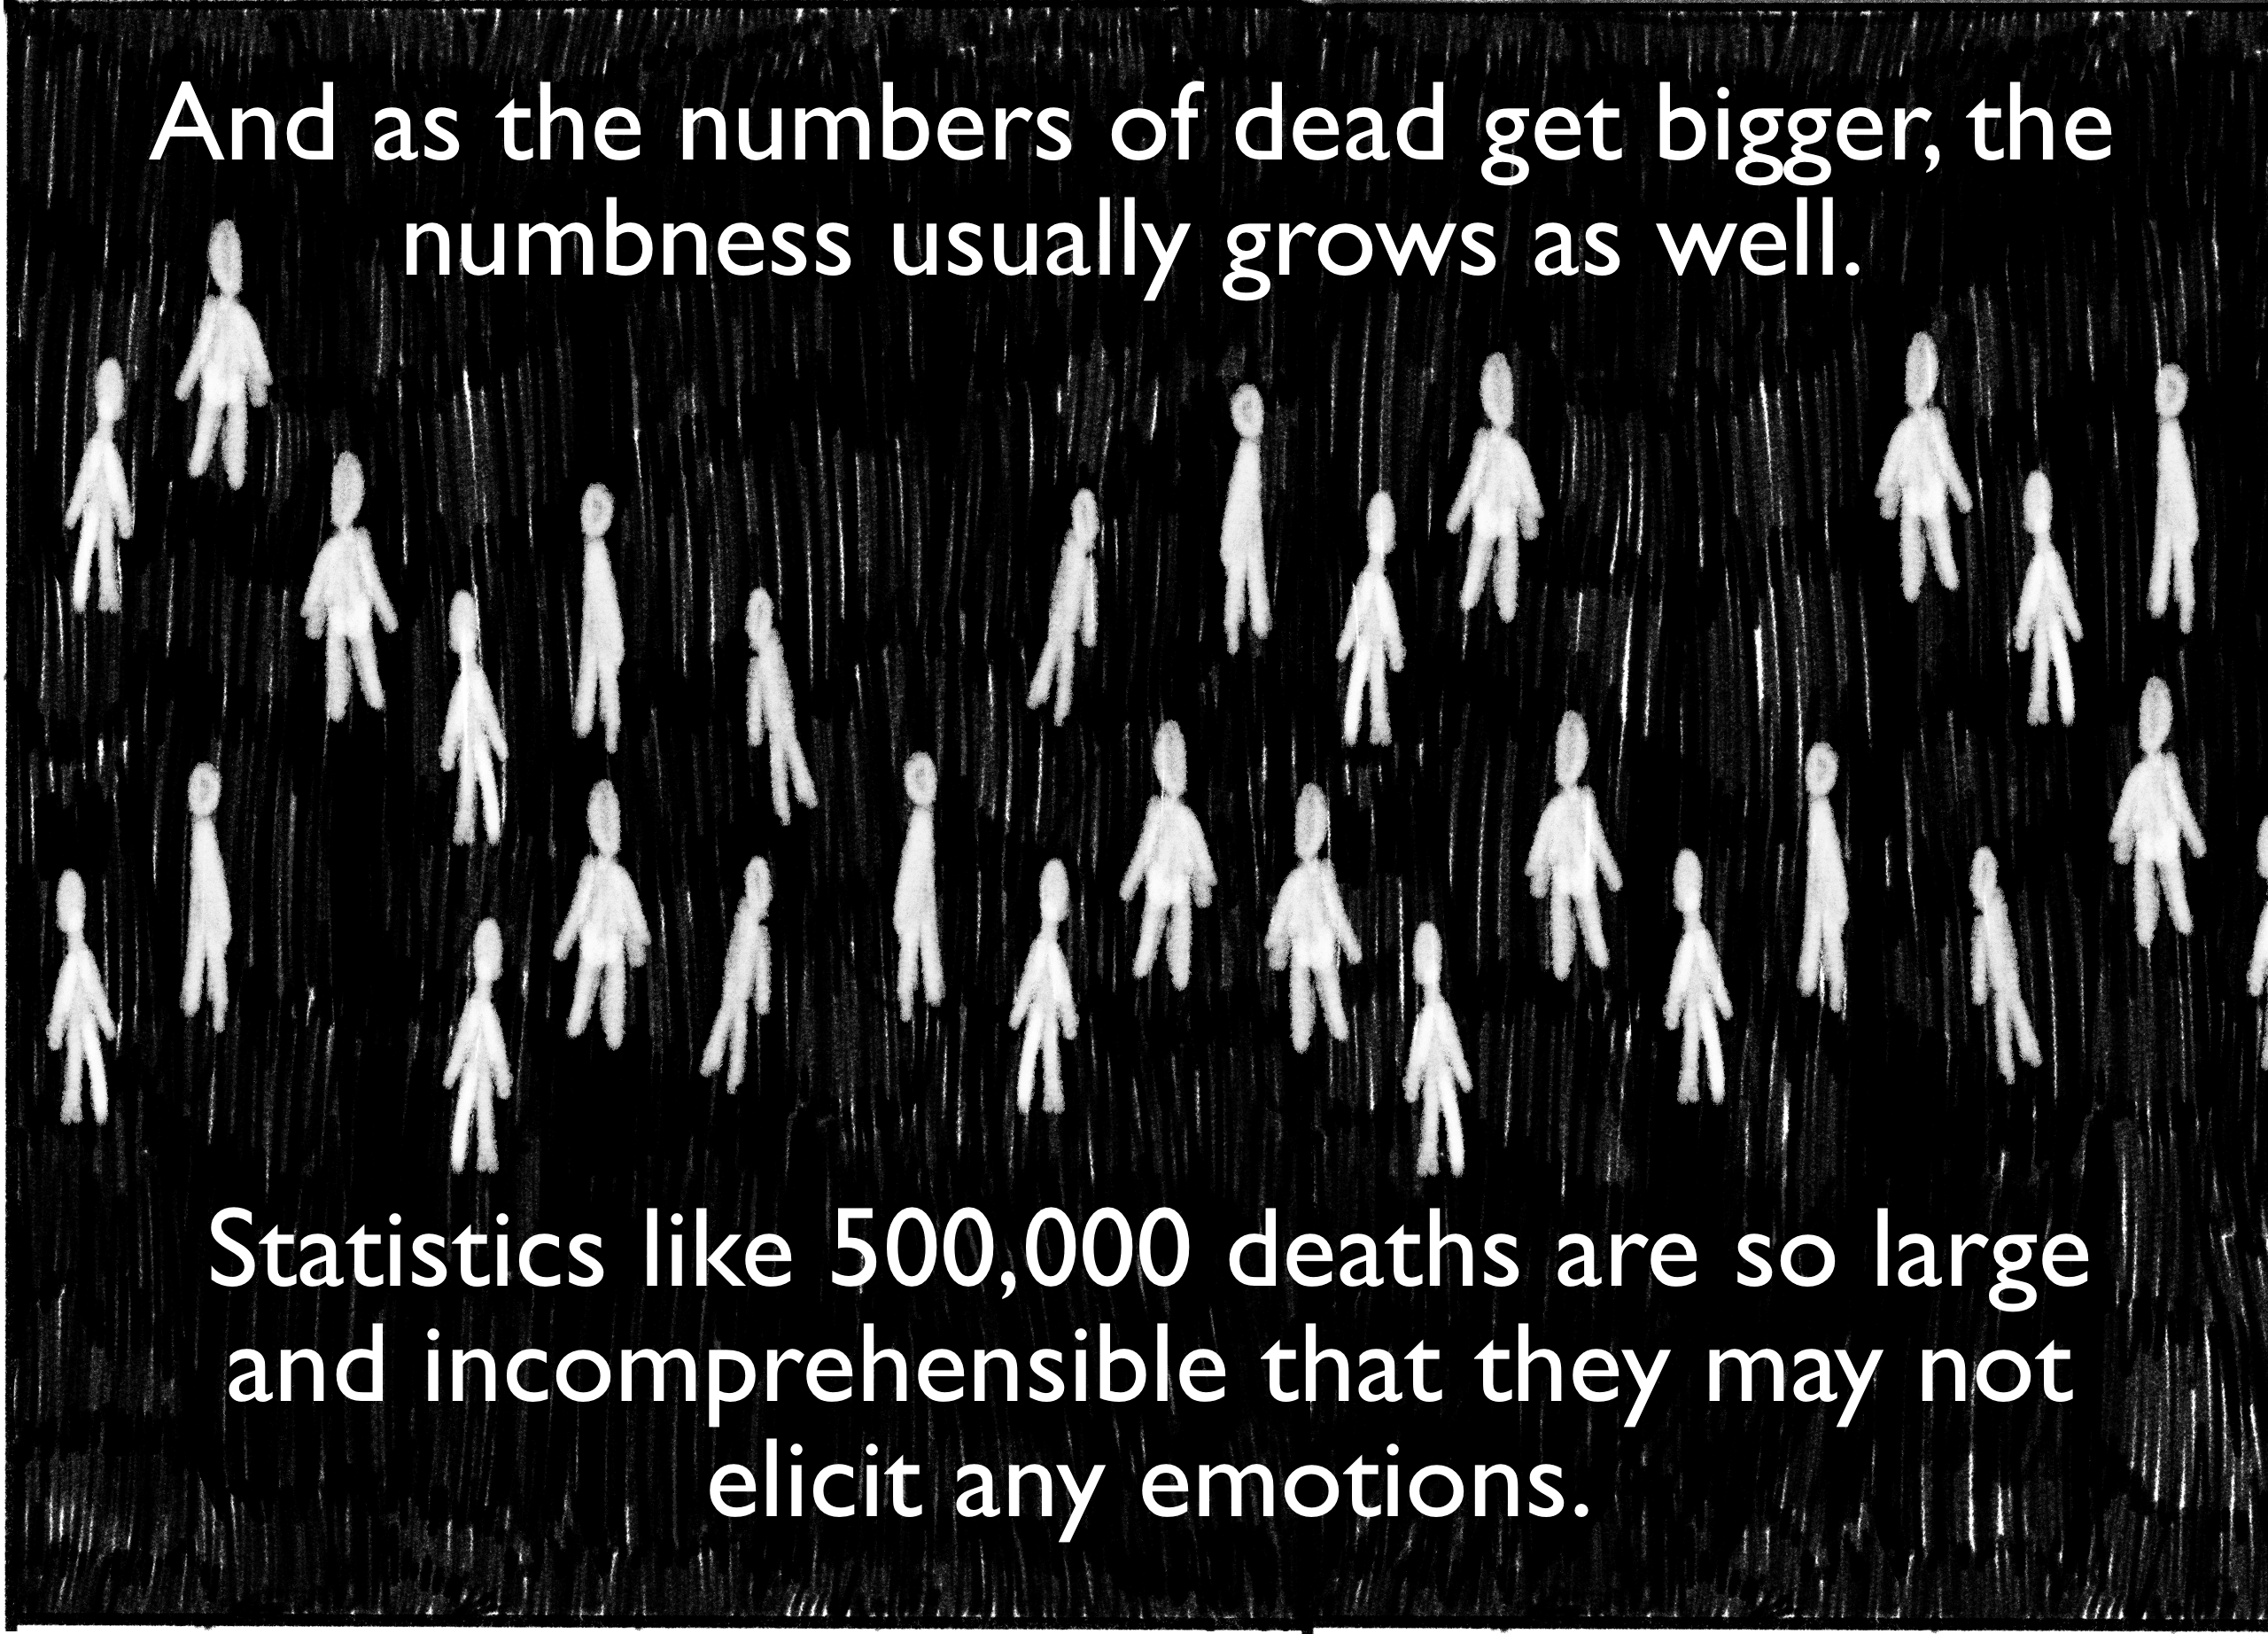 And as the numbers of dead get bigger, the
numbness usually grows as well.
Statistics like 500,000 deaths are so large
and incomprehensible that they may not
elicit any emotions.